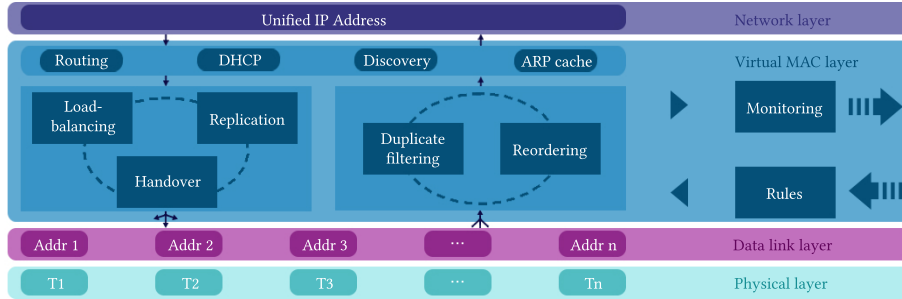 Unified IP Address
Network layer
Routing
DHCP
Discovery
ARP cache
Virtual MAC layer
Load-
balancing
Replication
Handover
Duplicate
filtering
Reordering
Monitoring
Rules
Addr 1
Addr 2
Addr 3
...
Addr n
Data link layer
T1
T2
T3
...
Tn
Physical layer